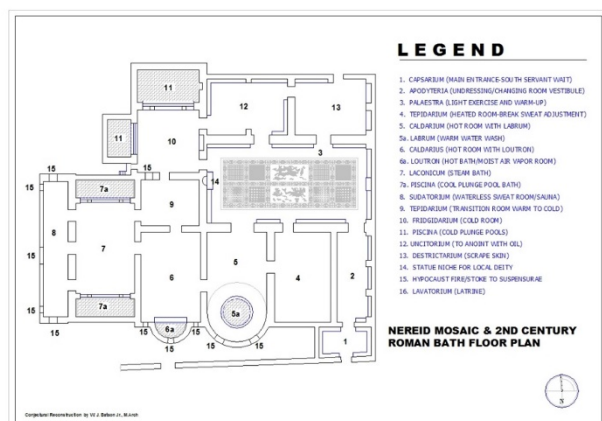 LEGEND
1. CAPSARIUM (MAIN ENTRANCE-SOUTH SERVANT WAIT)
2. APODYTERIA (UNDRESSING/CHANGING ROOM VESTIBULE)
3. PALAESTRA (LIGHT EXERCISE AND WARM-UP)
4. TEPIDARIUM (HEATED ROOM-BREAK SWEAT ADJUSTMENT)
5. CALDARIUM (HOT ROOM WITH LABRUM)
5a. LABRUM (WARM WATER WASH)
6. CALDARIUS (HOT ROOM WITH LOUTRON)
6a. LOUTRON (HOT BATH/MOIST AIR VAPOR ROOM)
7. LACONICUM (STEAM BATH)
7a. PISCINA (COOL PLUNGE POOL BATH)
8. SUDATORIUM (WATERLESS SWEAT ROOM/SAUNA)
9. TEPIDARIUM (TRANSITION ROOM WARM TO COLD)
10. FRIDGIDARIUM (COLD ROOM)
11. PISCINA (COLD PLUNGE POOLS)
12. UNCITORIUM (TO ANOINT WITH OIL)
13. DESTRICTARIUM (SCRAPE SKIN)
14. STATUE NICHE FOR LOCAL DEITY
15. HYPOCAUST FIRE/STOKE TO SUSPENSURAE
16. LAVATORIUM (LATRINE)
NEREID MOSAIC & 2ND CENTURY
ROMAN BATH FLOOR PLAN
N
11
12
13
11
10
3
15
15
14
15
7a
9
8
7
5
4
2
15
6
7a
5a
15
15
6a
15
15
15
15
15
1
Conjectural Reconstruction by W.J. Batson Jr., M.Arch